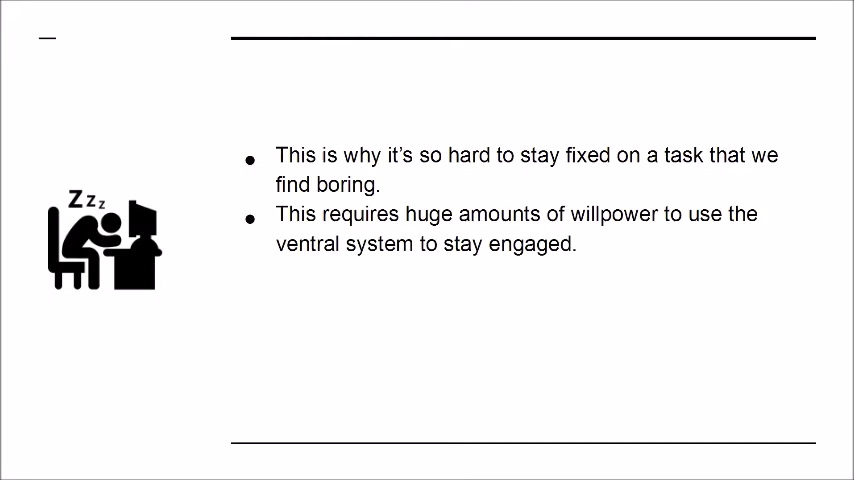 Z z z
● This is why it's so hard to stay fixed on a task that we
find boring.
● This requires huge amounts of willpower to use the
ventral system to stay engaged.